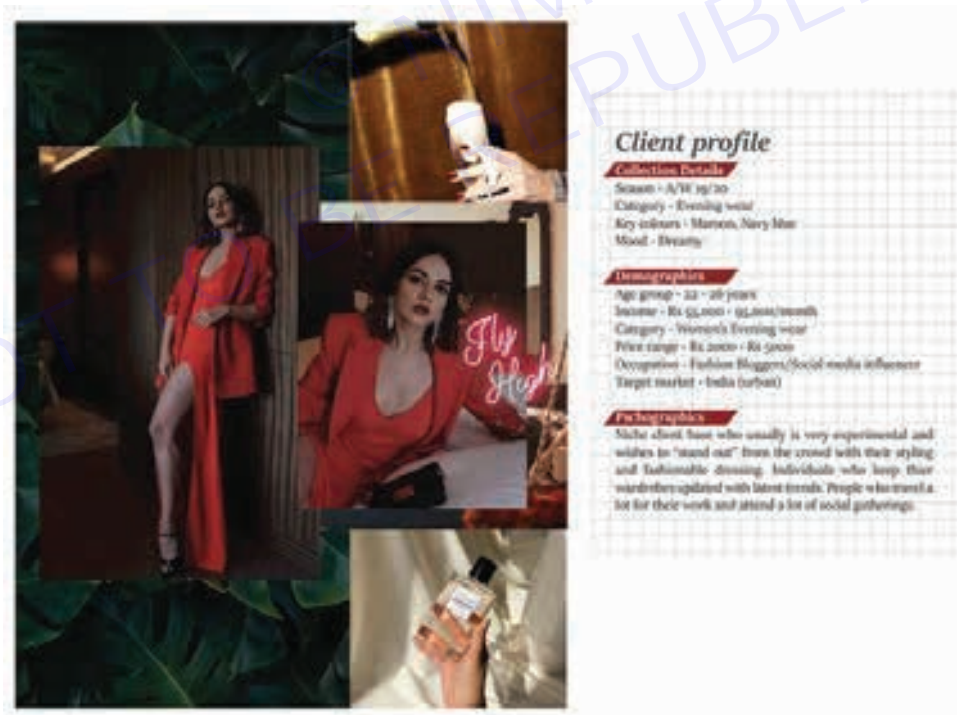 Fly
High
Client profile
Collection Details
Season - A/W 19/20
Category - Evening wear
Key colours - Maroon, Navy blue
Mood - Dreamy
Demographics
Age group - 22 - 26 years
Income - Rs 55,000 - 95,000/month
Category - Women's Evening wear
Price range - Rs 2000 - Rs 5000
Occupation - Fashion Bloggers/Social media influencer
Target market - India (urban)
Pschographics
Niche client base who usually is very experimental and
wishes to "stand out" from the crowd with their styling
and fashionable dressing. Individuals who keep their
wardrobes updated with latest trends. People who travel a
lot for their work and attend a lot of social gatherings.